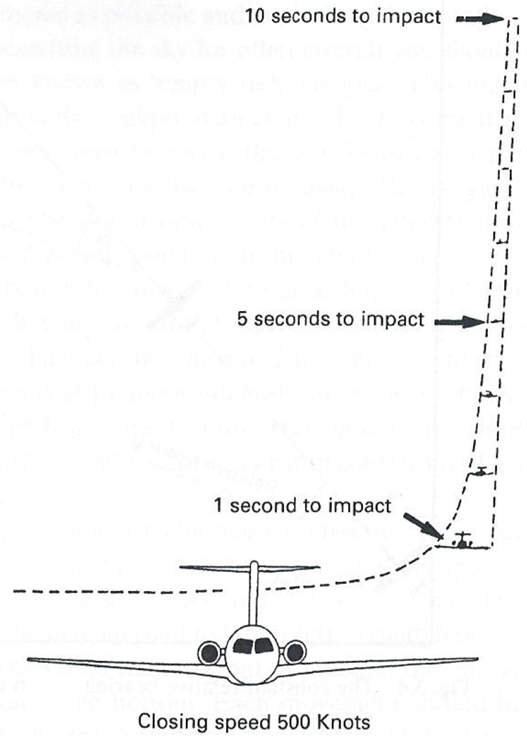 10 seconds to impact
5 seconds to impact
1 second to impact
Closing speed 500 Knots